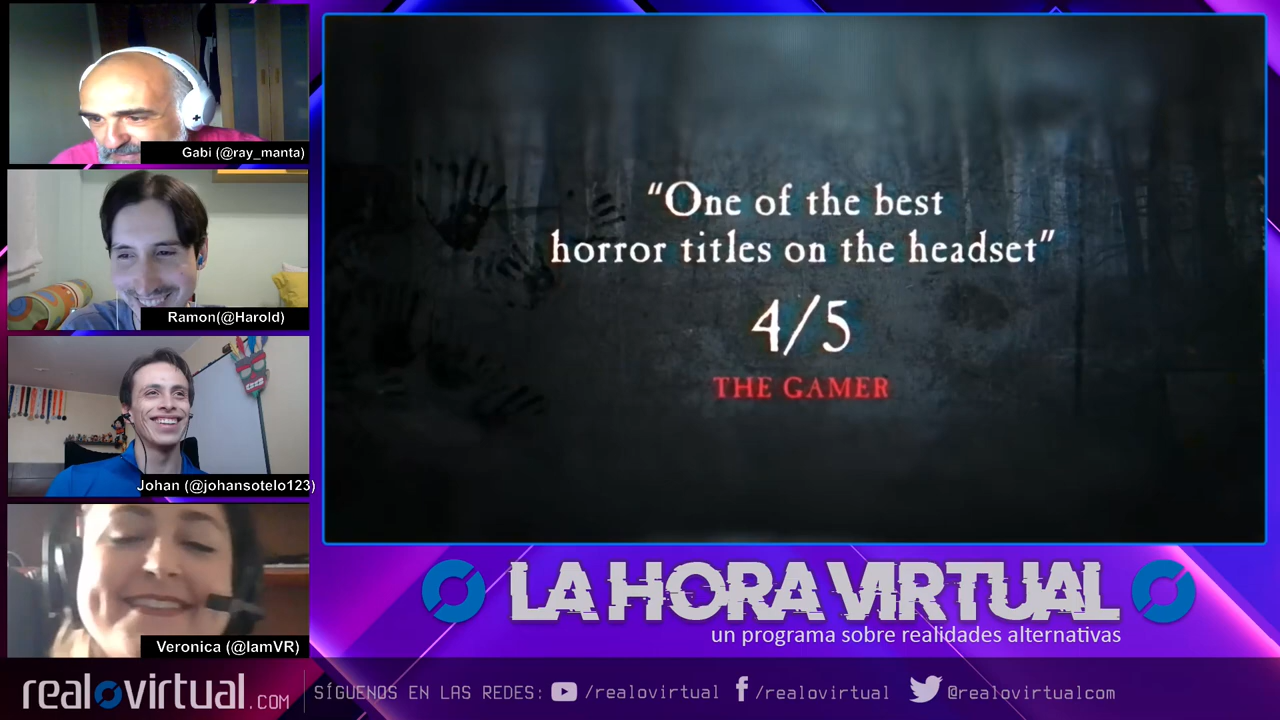 Gabi (@ray_manta)
Ramon(@Harold)
Johan (@johansotelo123)
Veronica (@IamVR)
“One of the best
horror titles on the headset”
4/5
THE GAMER
LA HORA VIRTUAL
un programa sobre realidades alternativas
realovirtual.com
SÍGUENOS EN LAS REDES: /realovirtual /realovirtual @realovirtualcom